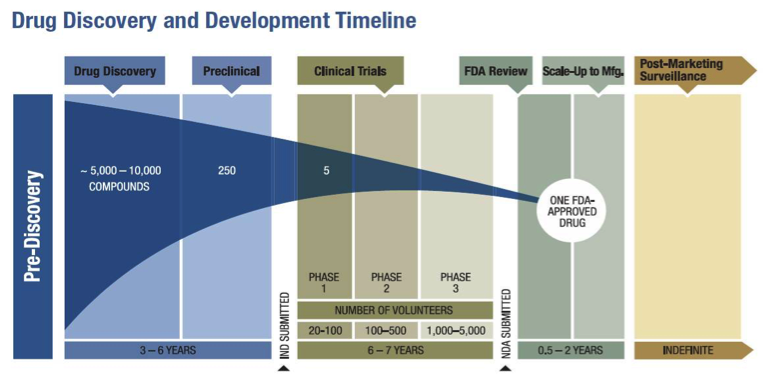 Drug Discovery and Development Timeline
Drug Discovery
Preclinical
Clinical Trials
FDA Review
Scale-Up to Mfg.
Post-Marketing
Surveillance
Pre-Discovery
~ 5,000 – 10,000
COMPOUNDS
250
5
ONE FDA-
APPROVED
DRUG
PHASE
1
PHASE
2
PHASE
3
NUMBER OF VOLUNTEERS
20-100
100–500
1,000–5,000
IND SUBMITTED
NDA SUBMITTED
3 – 6 YEARS
6 – 7 YEARS
0.5 – 2 YEARS
INDEFINITE